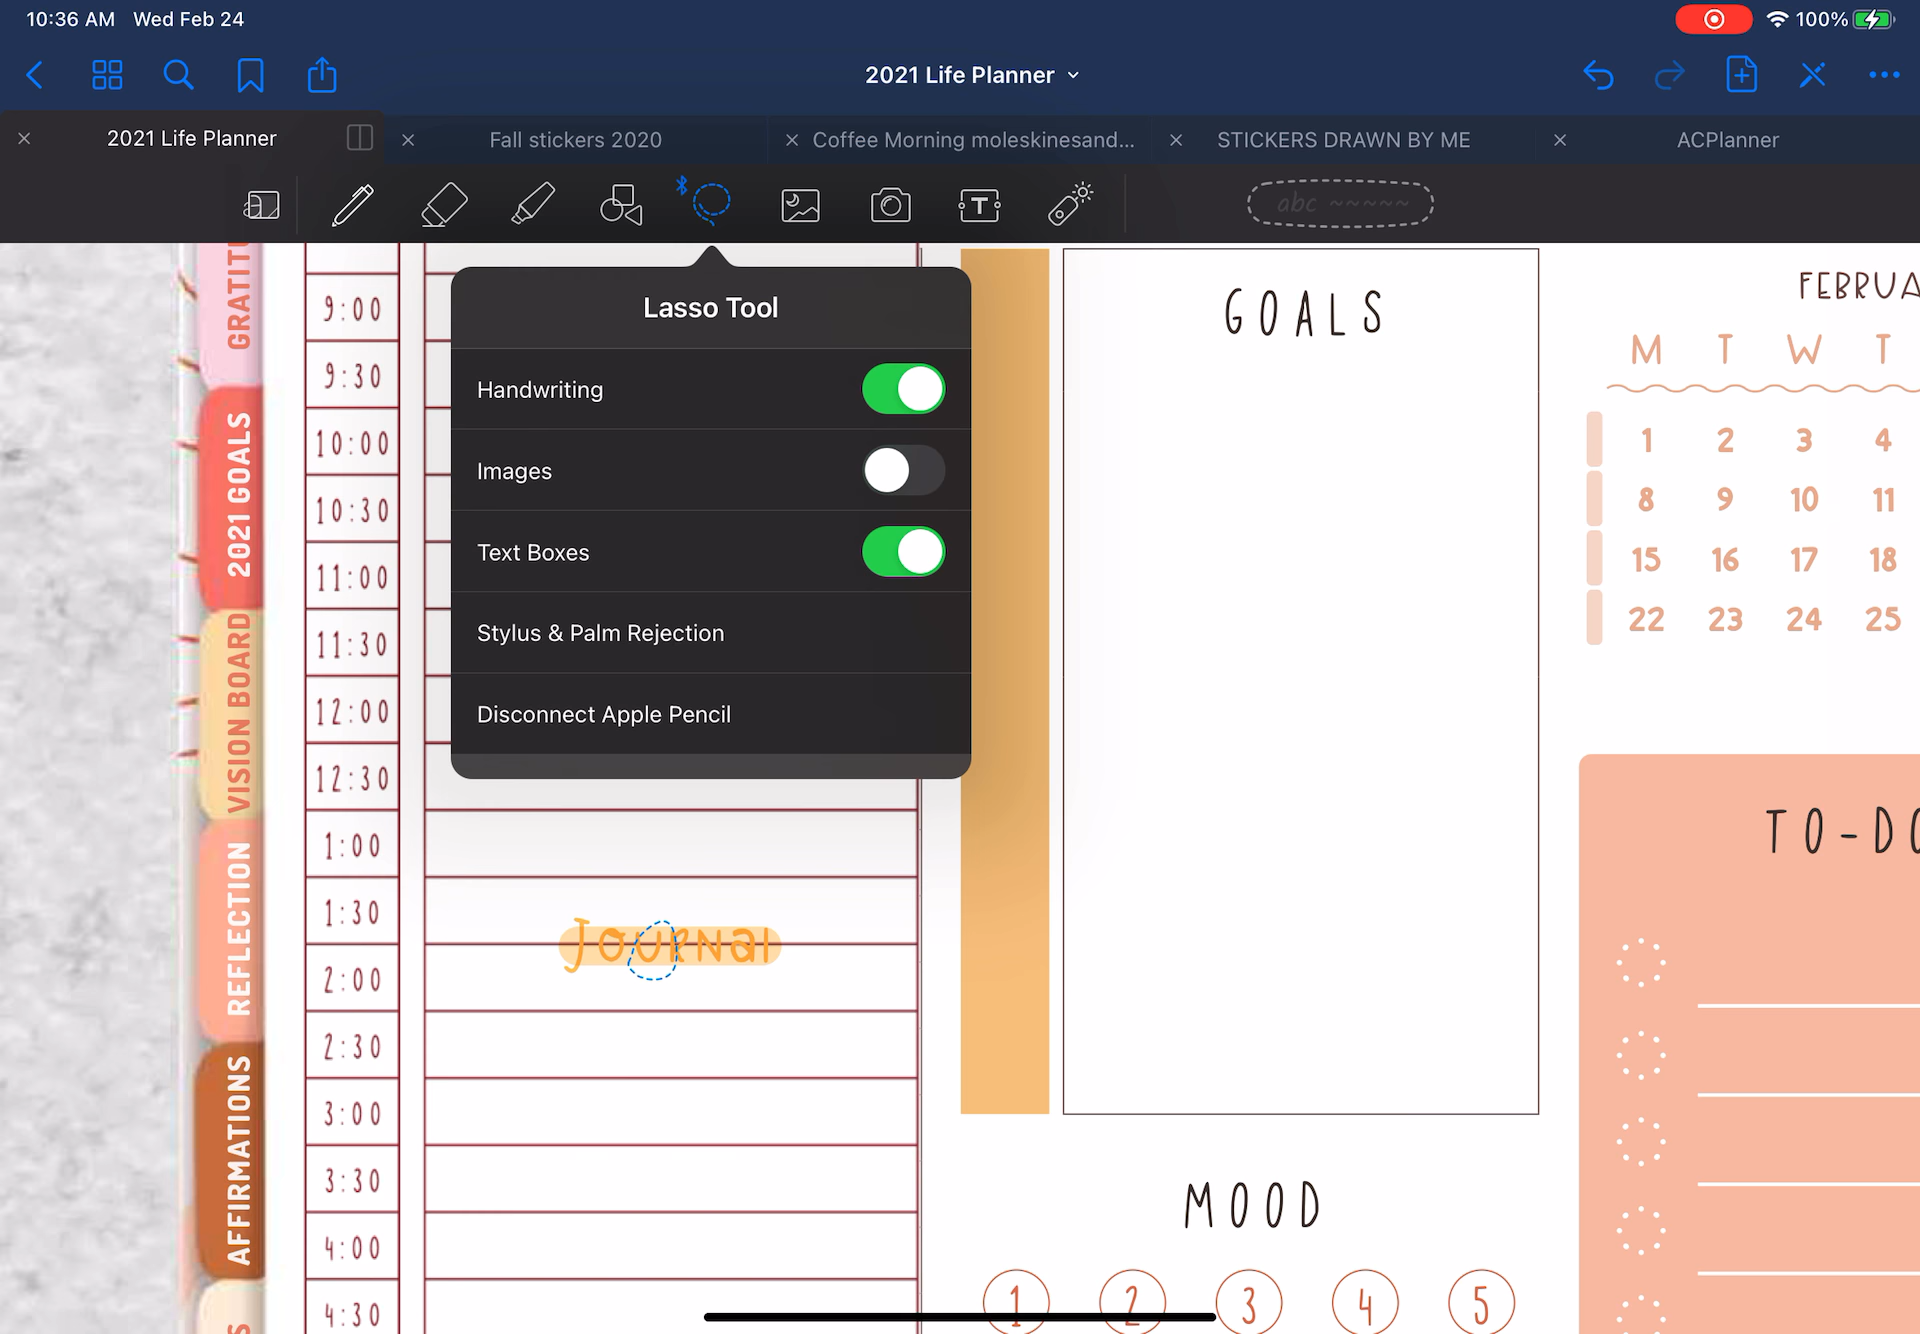 10:36 AM Wed Feb 24
100%
2021 Life Planner
2021 Life Planner
Fall stickers 2020
Coffee Morning moleskinesand...
STICKERS DRAWN BY ME
ACPlanner
abc
Lasso Tool
Handwriting
Images
Text Boxes
Stylus & Palm Rejection
Disconnect Apple Pencil
GRATIT
2021 GOALS
VISION BOARD
REFLECTION
AFFIRMATIONS
S
9:00
9:30
10:00
10:30
11:00
11:30
12:00
12:30
1:00
1:30
2:00
2:30
3:00
3:30
4:00
4:30
Journal
GOALS
MOOD
1 2 3 4 5
FEBRUA
M T W T
1 2 3 4
8 9 10 11
15 16 17 18
22 23 24 25
TO-DO